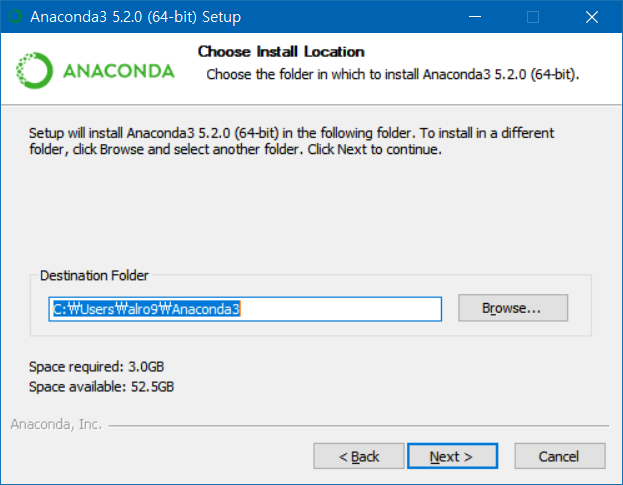 Anaconda3 5.2.0 (64-bit) Setup
ANACONDA
Choose Install Location
Choose the folder in which to install Anaconda3 5.2.0 (64-bit).
Setup will install Anaconda3 5.2.0 (64-bit) in the following folder. To install in a different
folder, click Browse and select another folder. Click Next to continue.
Destination Folder
C:₩Users₩alro9₩Anaconda3
Browse...
Space required: 3.0GB
Space available: 52.5GB
Anaconda, Inc.
< Back
Next >
Cancel